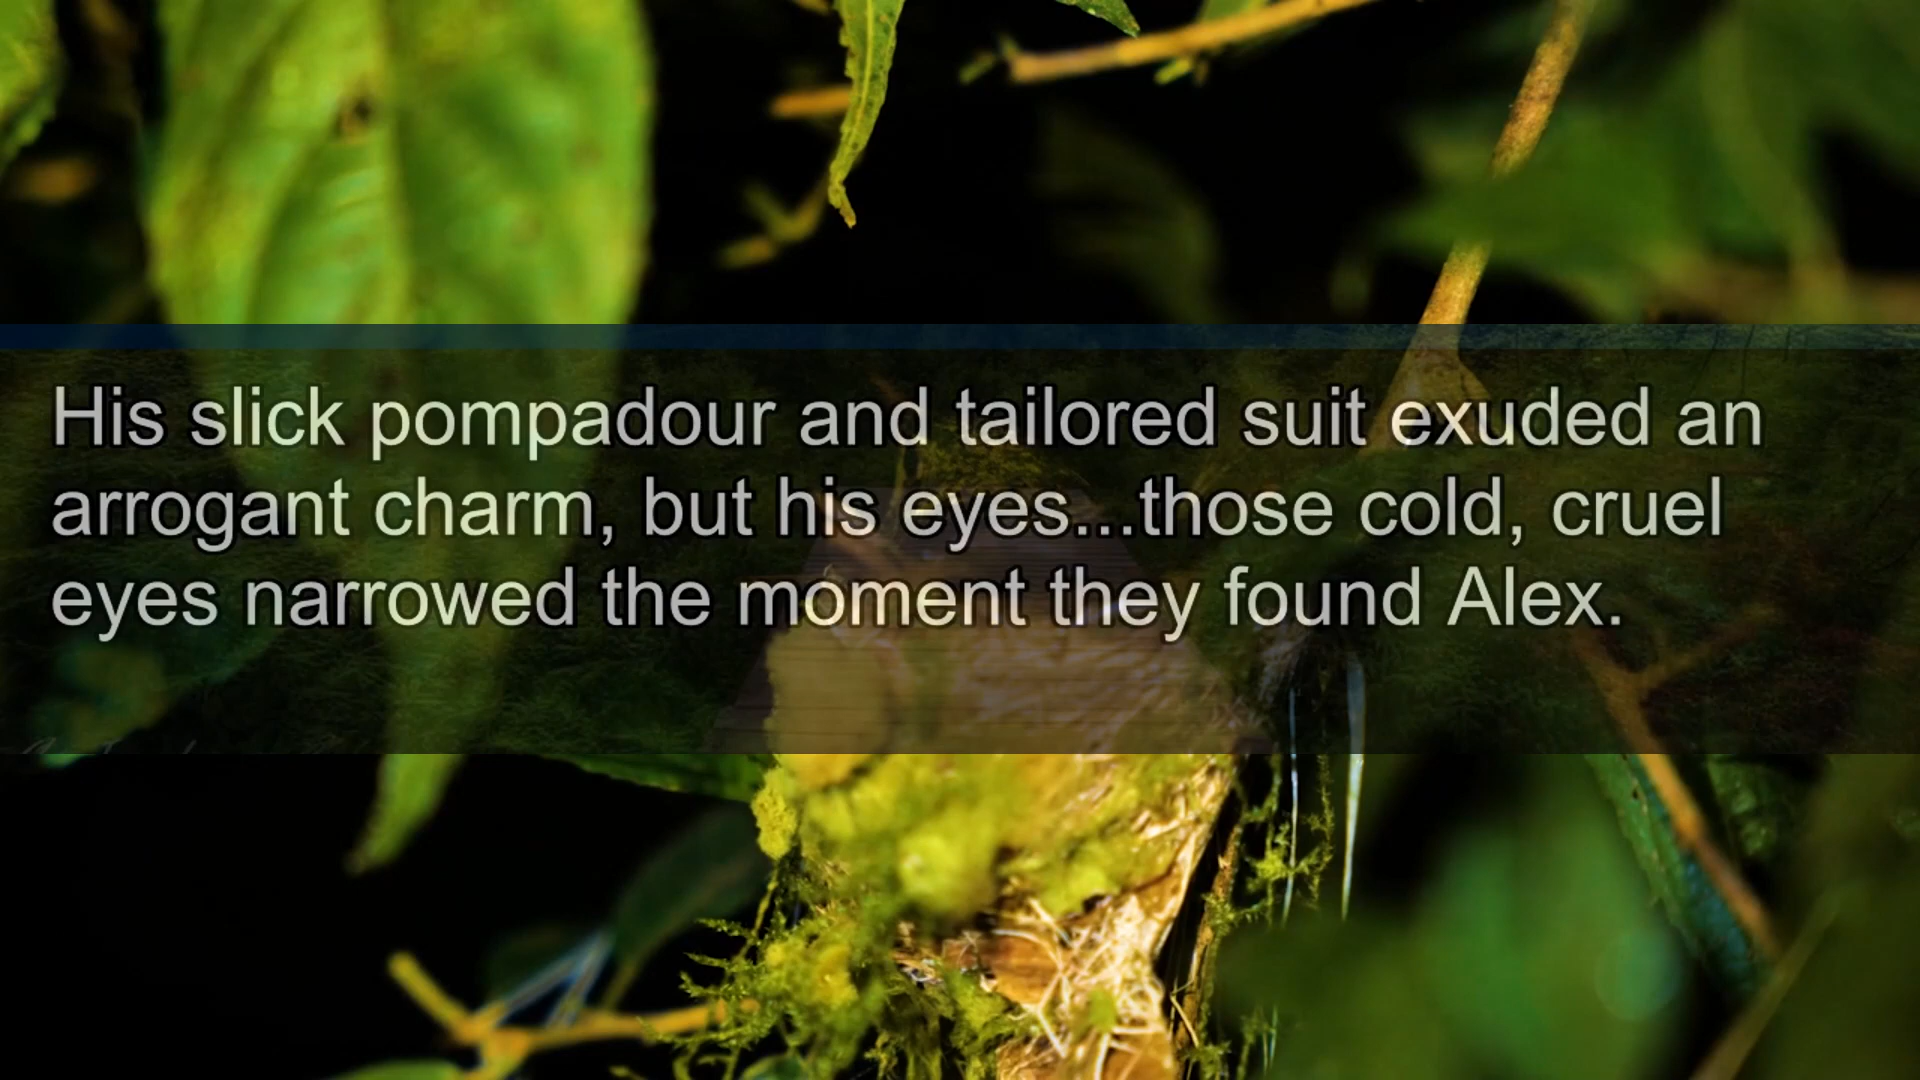 His slick pompadour and tailored suit exuded an
arrogant charm, but his eyes...those cold, cruel
eyes narrowed the moment they found Alex.